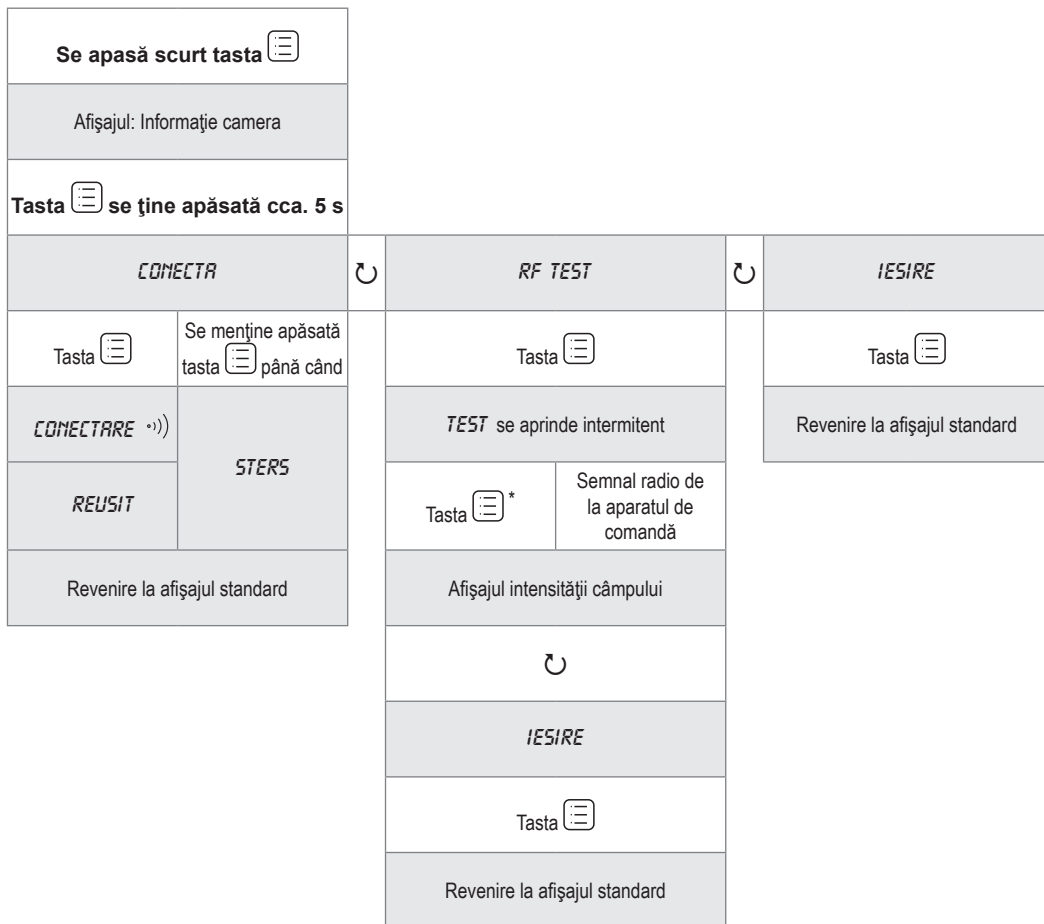 Se apasă scurt tasta
Afişajul: Informaţie camera
Tasta se ţine apăsată cca. 5 s
CONECTA
RF TEST
IESIRE
Tasta
Se menţine apăsată
tasta până când
Tasta
Tasta
CONECTARE
STERS
TEST se aprinde intermitent
Revenire la afişajul standard
REUSIT
Tasta *
Semnal radio de
la aparatul de
comandă
Revenire la afişajul standard
Afişajul intensităţii câmpului
IESIRE
Tasta
Revenire la afişajul standard